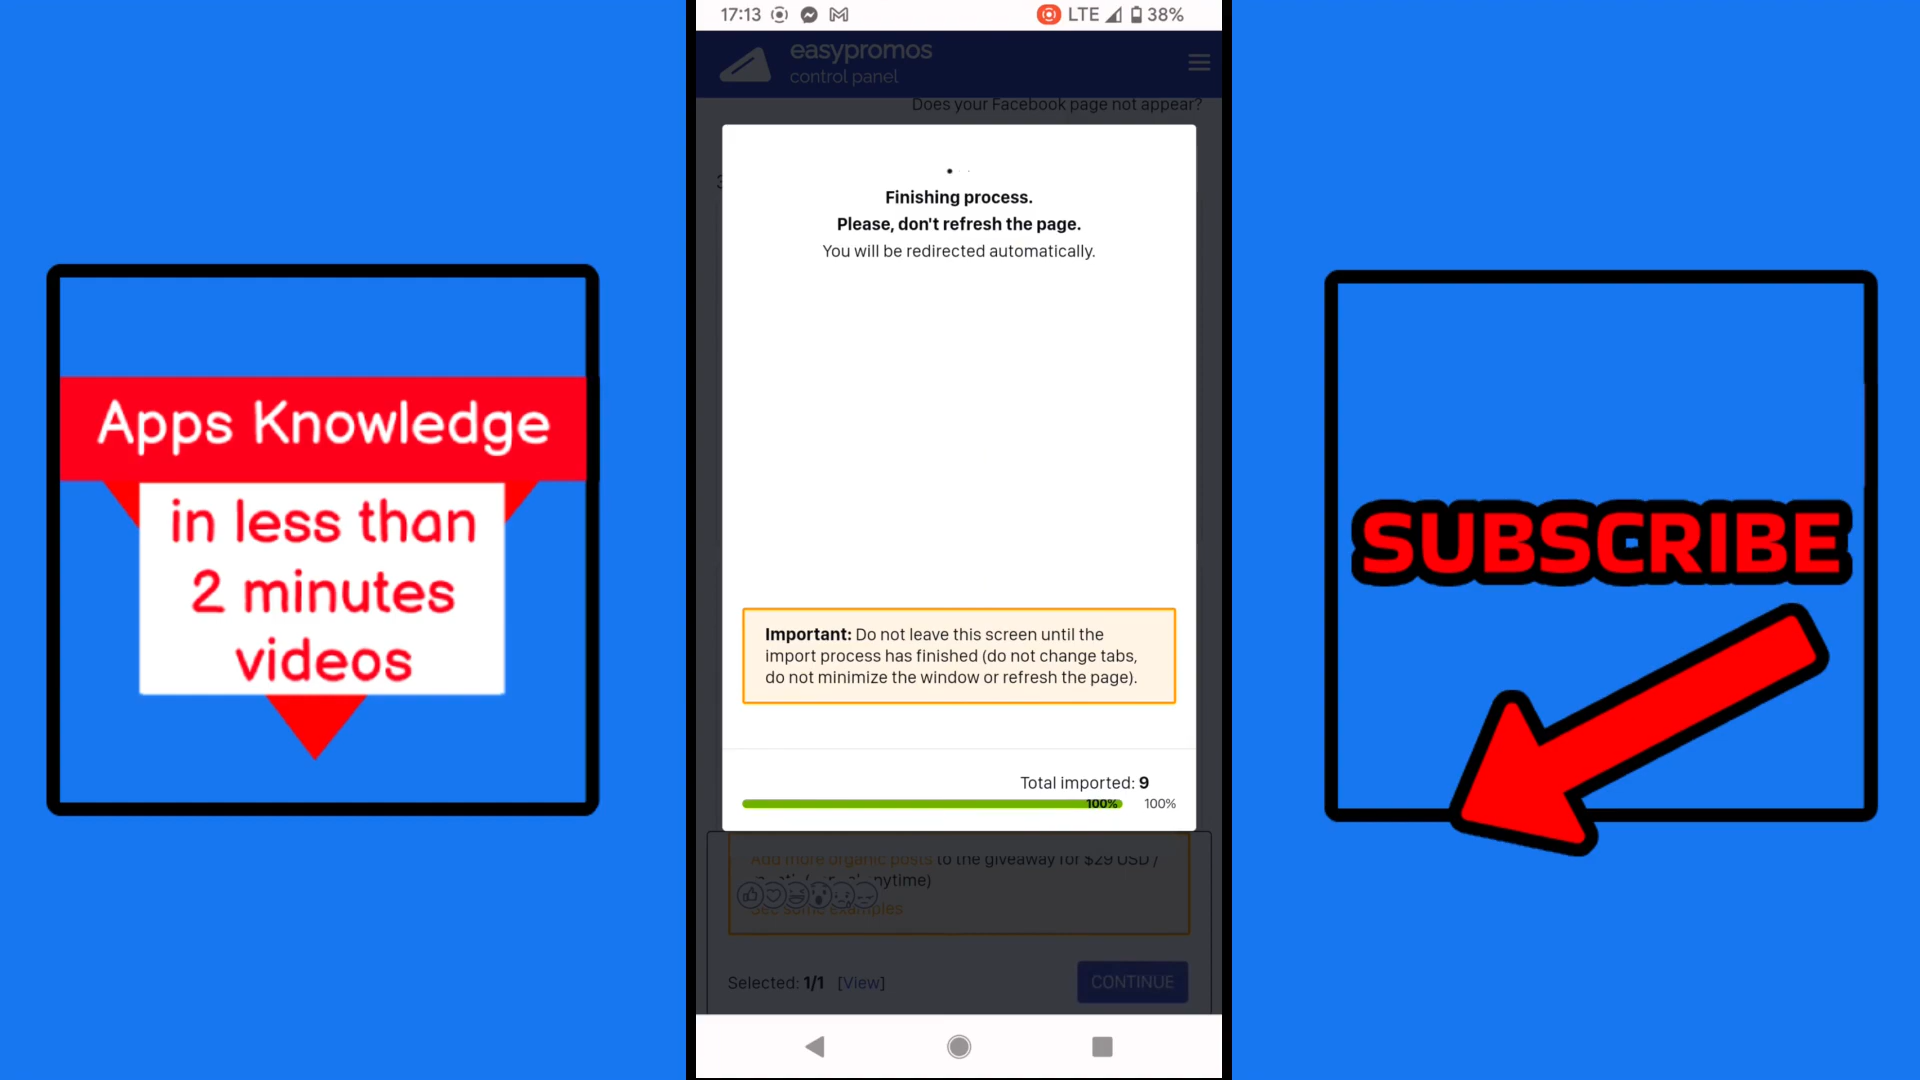 Apps Knowledge
in less than
2 minutes
videos
17:13
LTE
38%
easypromos
control panel
Does your Facebook page not appear?
Finishing process.
Please, don't refresh the page.
You will be redirected automatically.
Important: Do not leave this screen until the
import process has finished (do not change tabs,
do not minimize the window or refresh the page).
Total imported: 9
100% 100%
Add more organic posts to the giveaway for $29 USD /
anytime)
See some examples
Selected: 1/1 [View]
CONTINUE
SUBSCRIBE